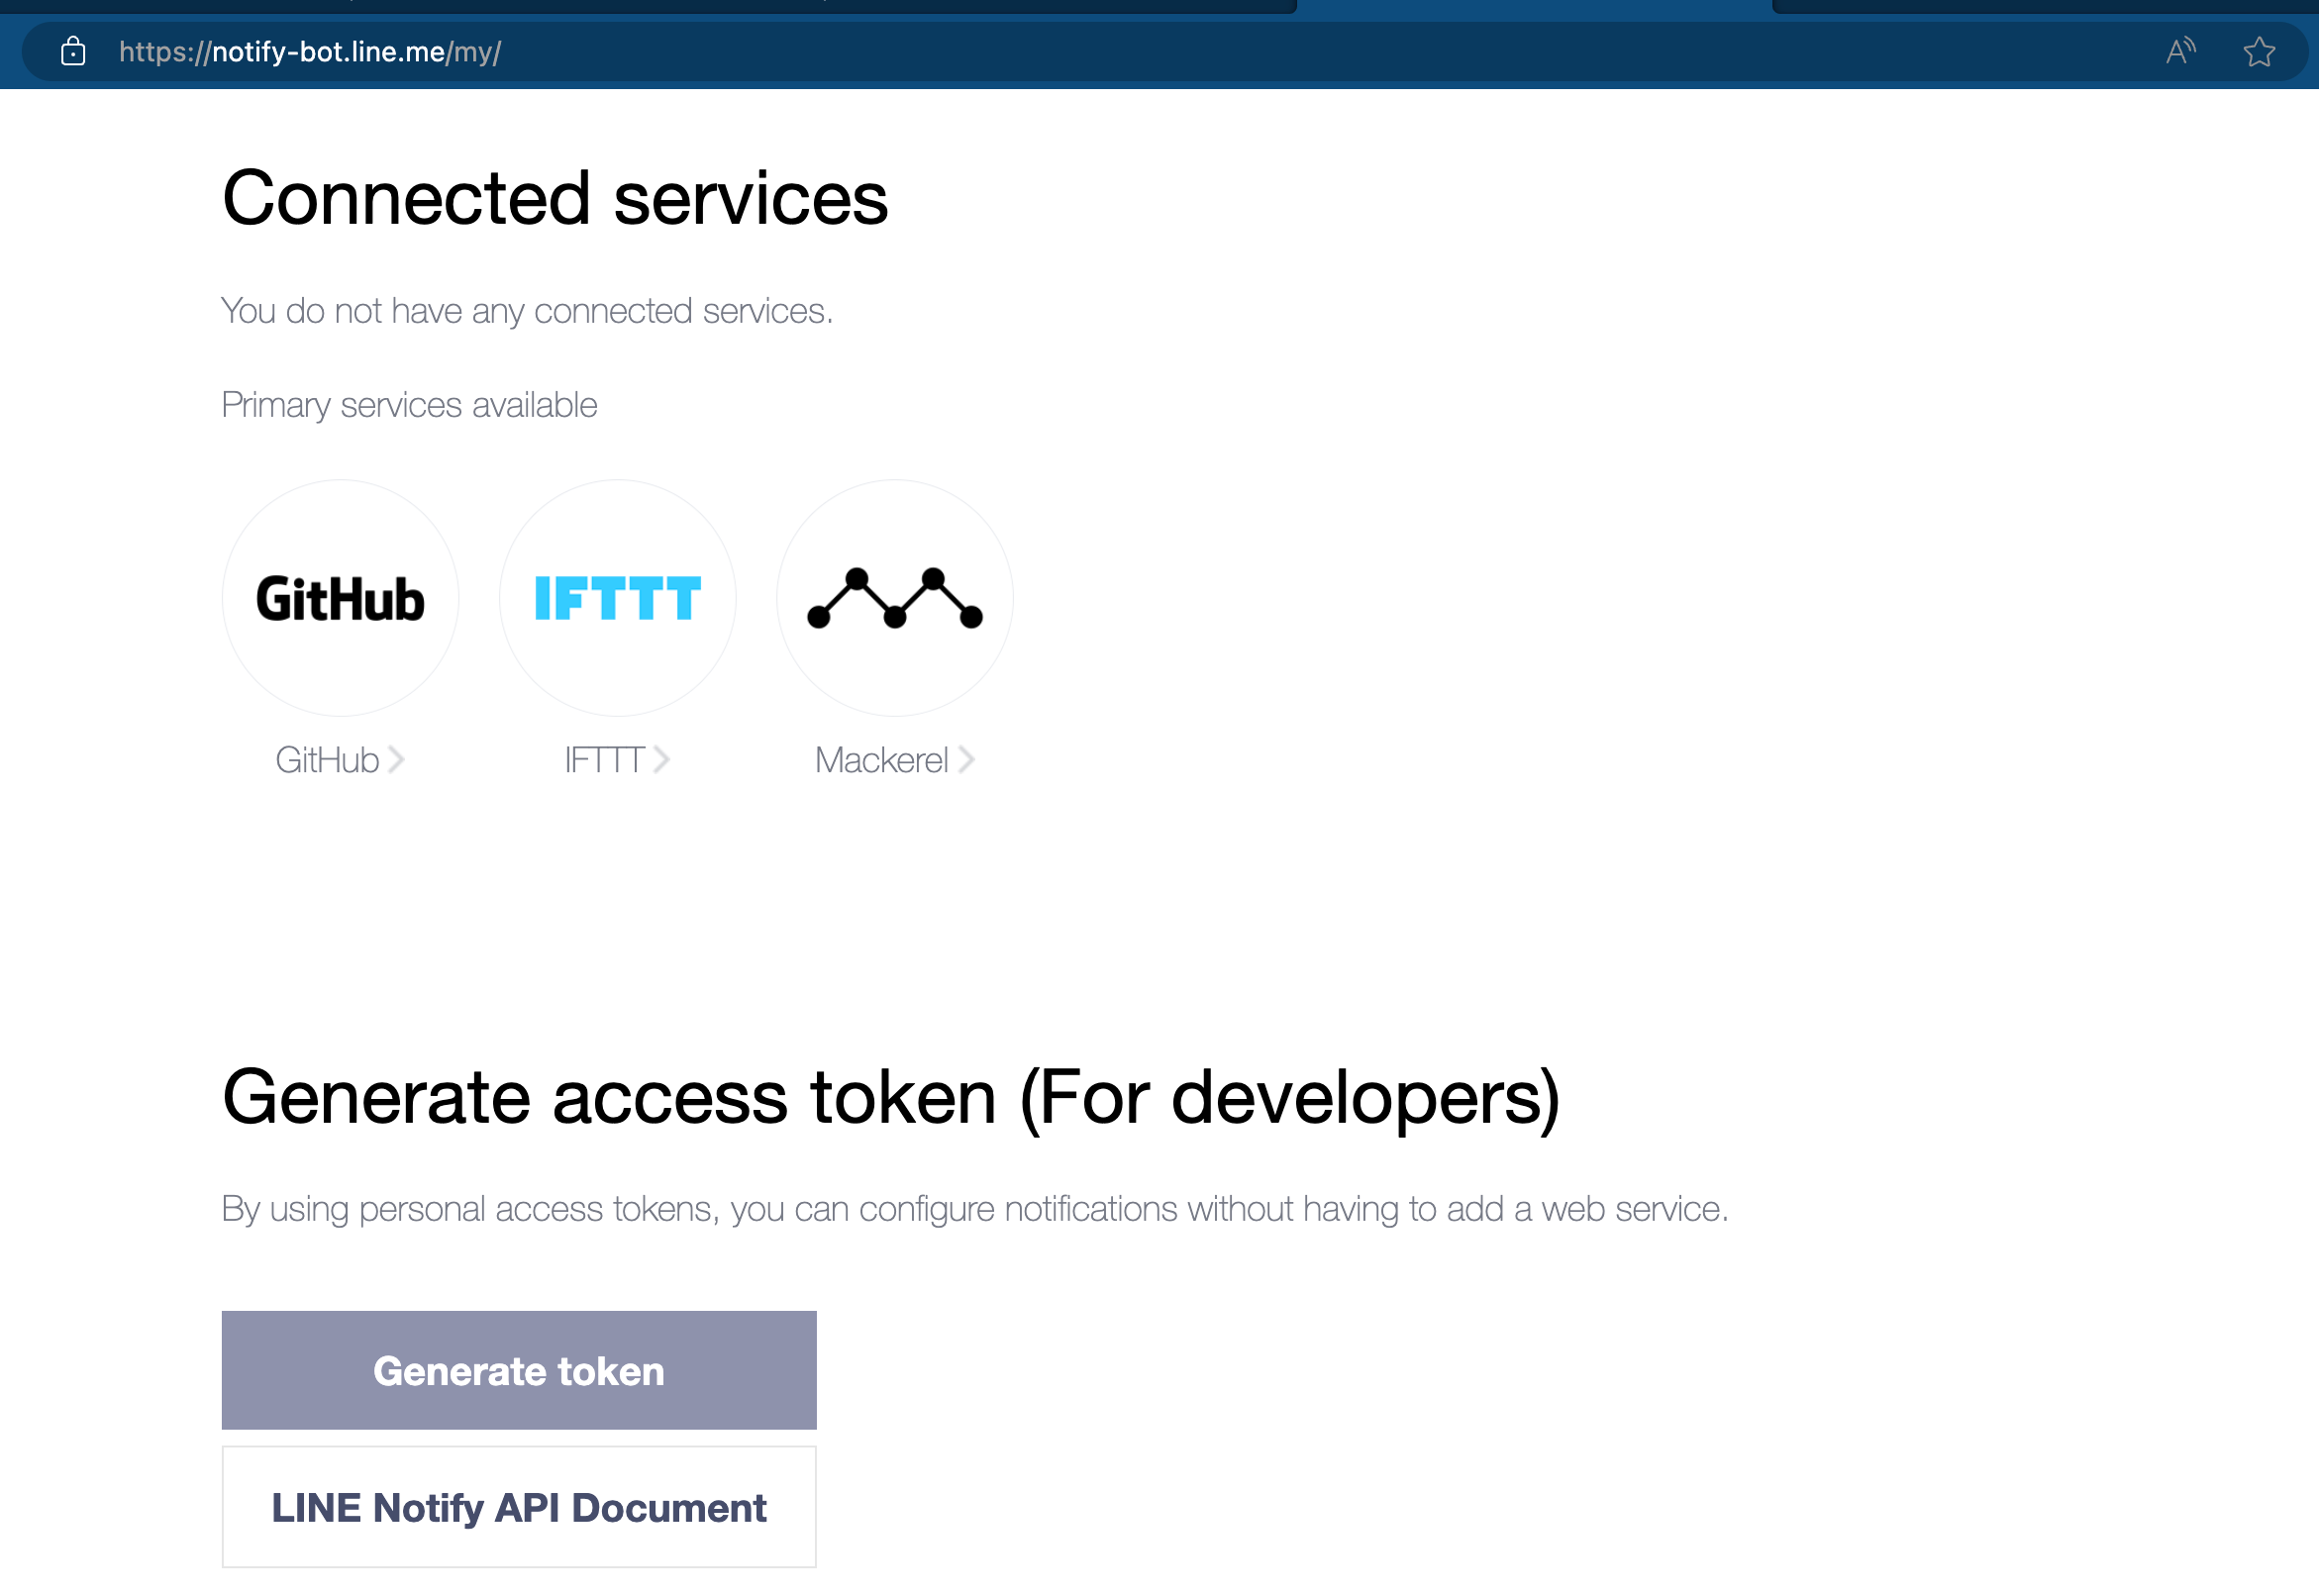 https://notify-bot.line.me/my/
Connected services
You do not have any connected services.
Primary services available
GitHub IFTTT
GitHub IFTTT Mackerel
Generate access token (For developers)
By using personal access tokens, you can configure notifications without having to add a web service.
Generate token
LINE Notify API Document